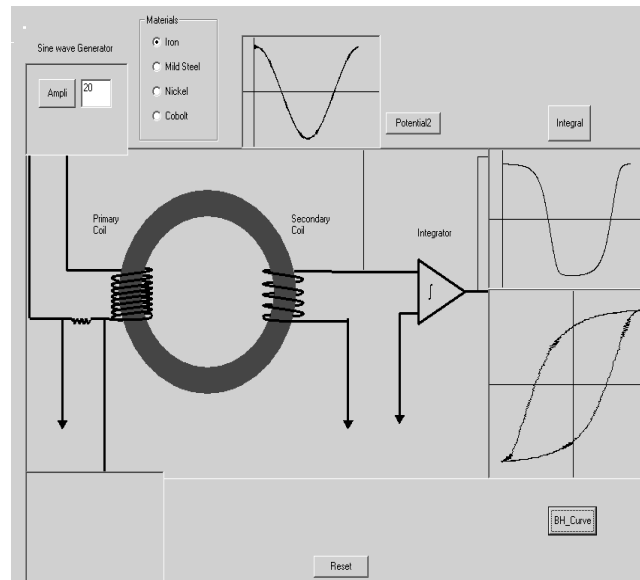 Materials
Sine wave Generator
Iron
Ampli 20
Mild Steel
Nickel
Cobolt
Potential2
Integral
Primary
Coil
Secondary
Coil
Integrator
∫
BH_Curve
Reset